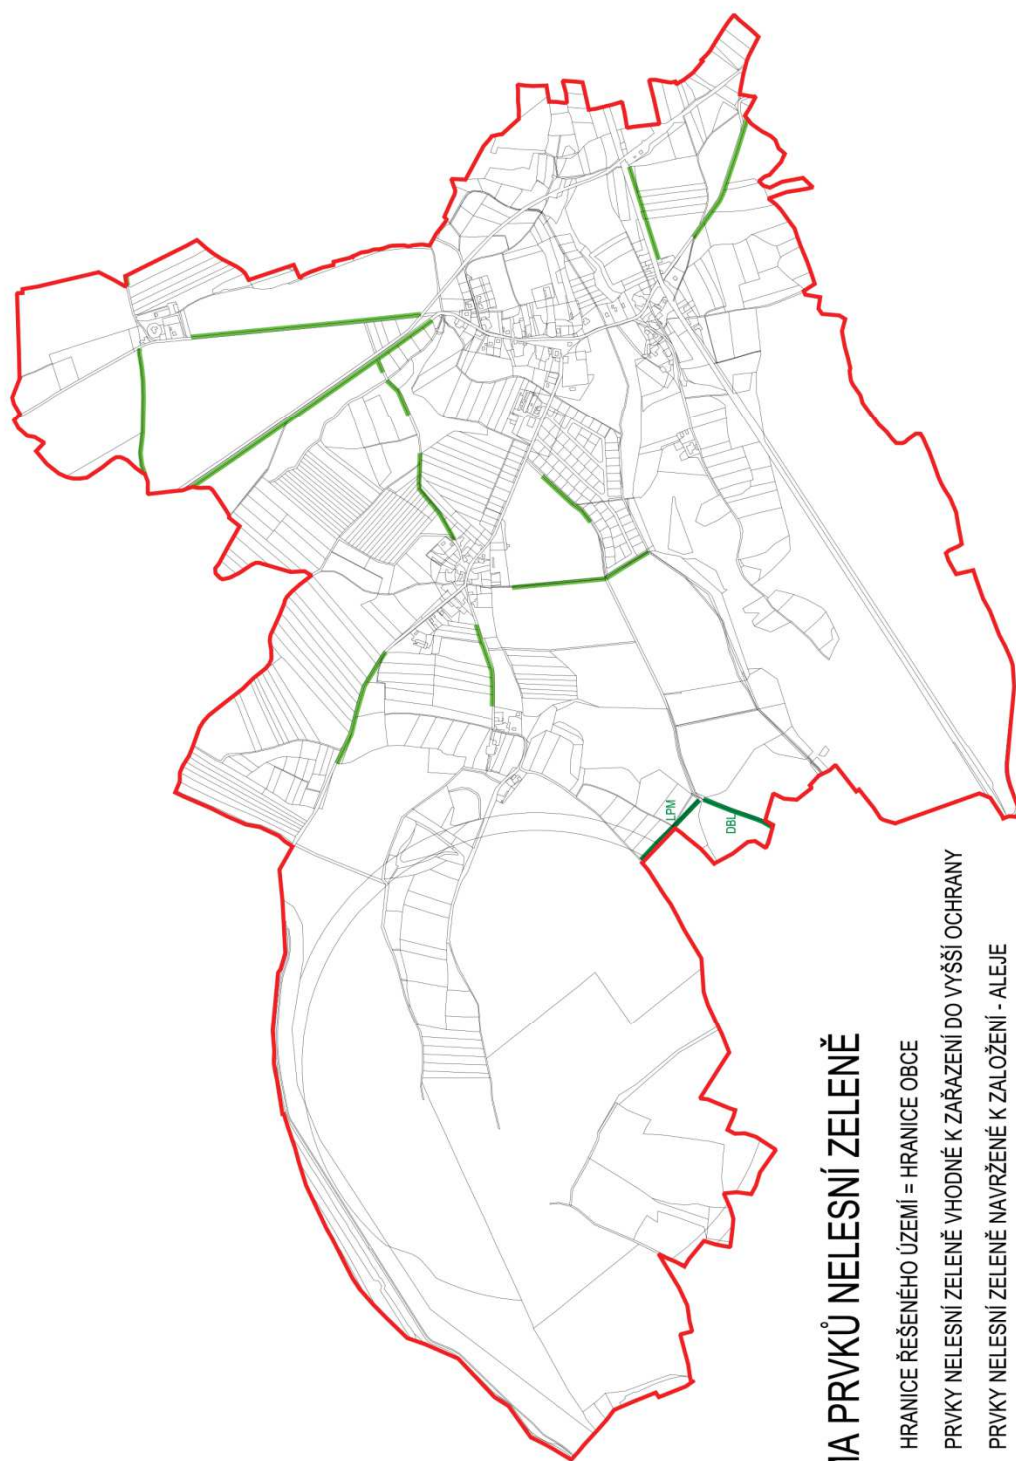 MA PRVKŮ NELESNÍ ZELENĚ
HRANICE ŘEŠENÉHO ÚZEMÍ = HRANICE OBCE
PRVKY NELESNÍ ZELENĚ VHODNÉ K ZAŘAZENÍ DO VYŠŠÍ OCHRANY
PRVKY NELESNÍ ZELENĚ NAVRŽENÉ K ZALOŽENÍ - ALEJE
LPM
DBL